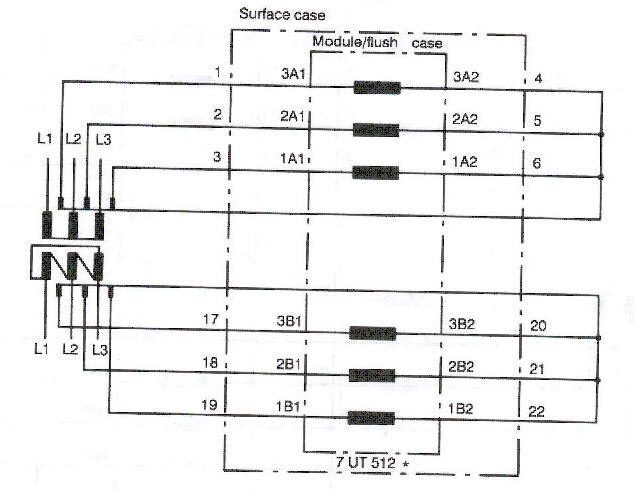 Surface case
Module/flush case
1 3A1 3A2 4
2 2A1 2A2 5
3 1A1 1A2 6
L1 L2 L3
17 3B1 3B2 20
L1 L2 L3
18 2B1 2B2 21
19 1B1 1B2 22
7 UT 512 *